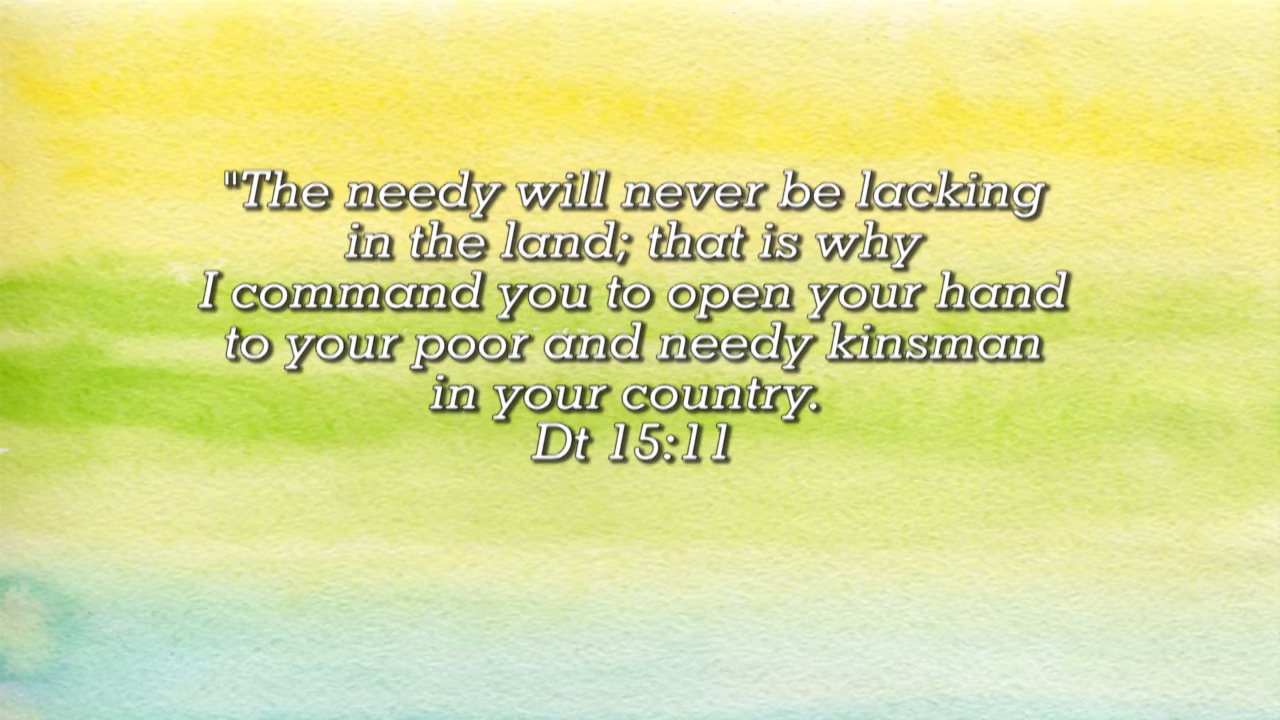 "The needy will never be lacking
in the land; that is why
I command you to open your hand
to your poor and needy kinsman
in your country.
Dt 15:11